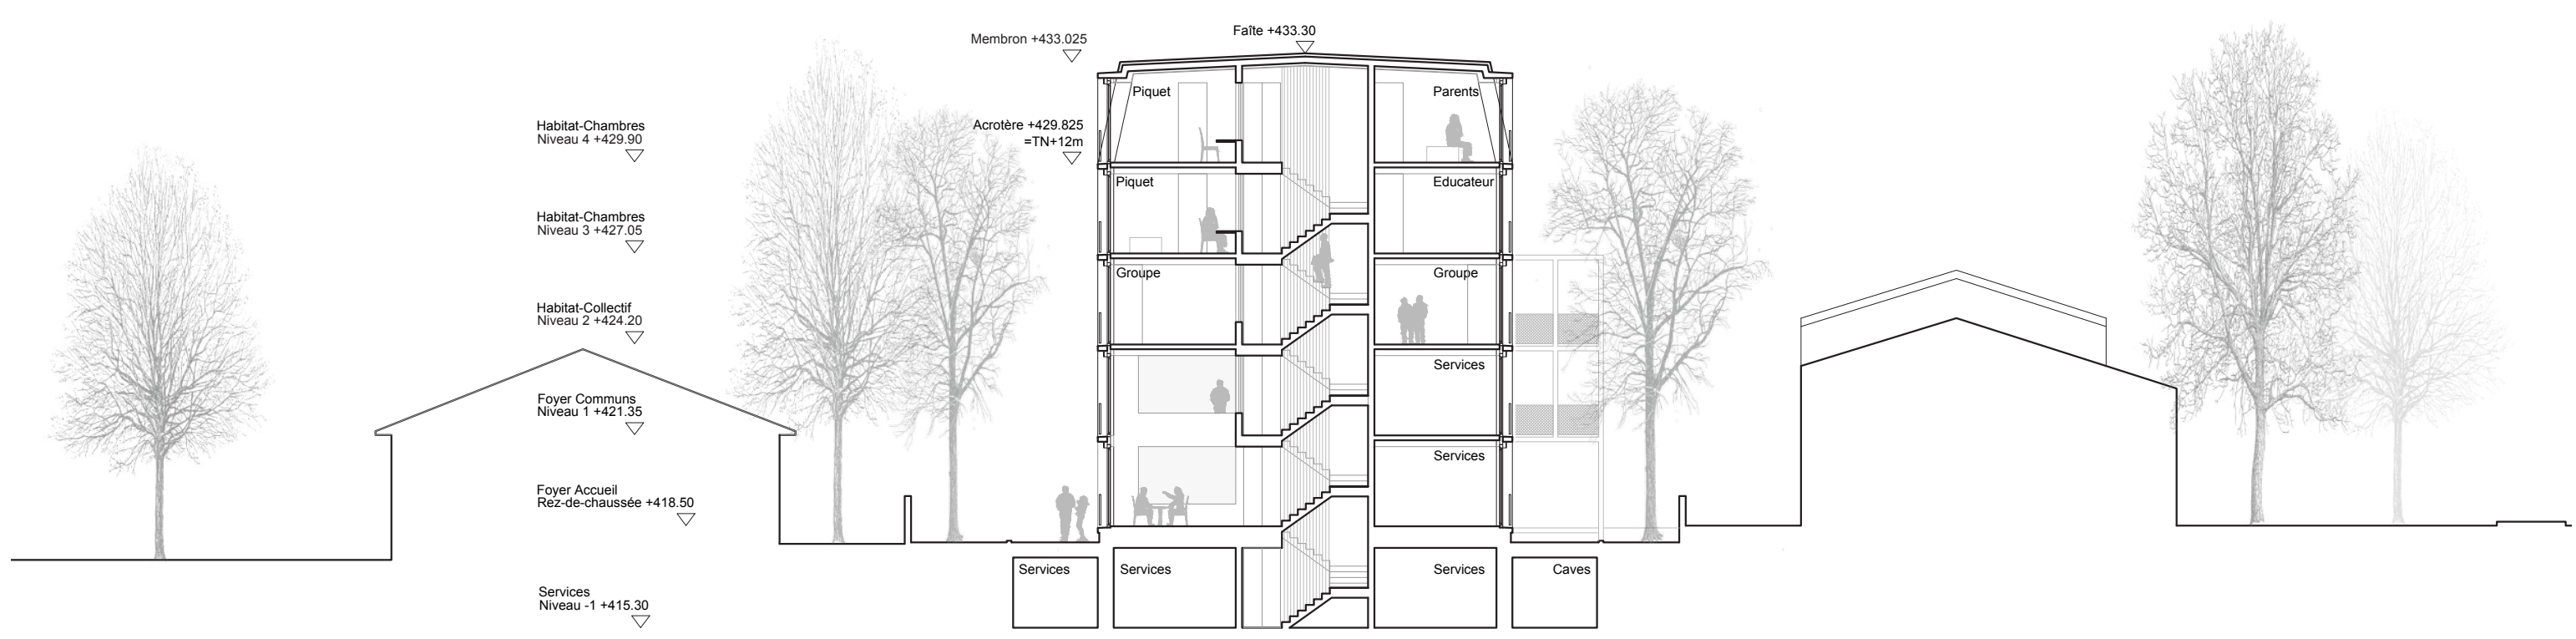 Faîte +433.30
Membron +433.025
Piquet
Parents
Habitat-Chambres
Niveau 4 +429.90
Acrotère +429.825
=TN+12m
Piquet
Educateur
Habitat-Chambres
Niveau 3 +427.05
Groupe
Groupe
Habitat-Collectif
Niveau 2 +424.20
Services
Foyer Communs
Niveau 1 +421.35
Services
Foyer Accueil
Rez-de-chaussée +418.50
Services
Services
Services
Caves
Services
Niveau -1 +415.30